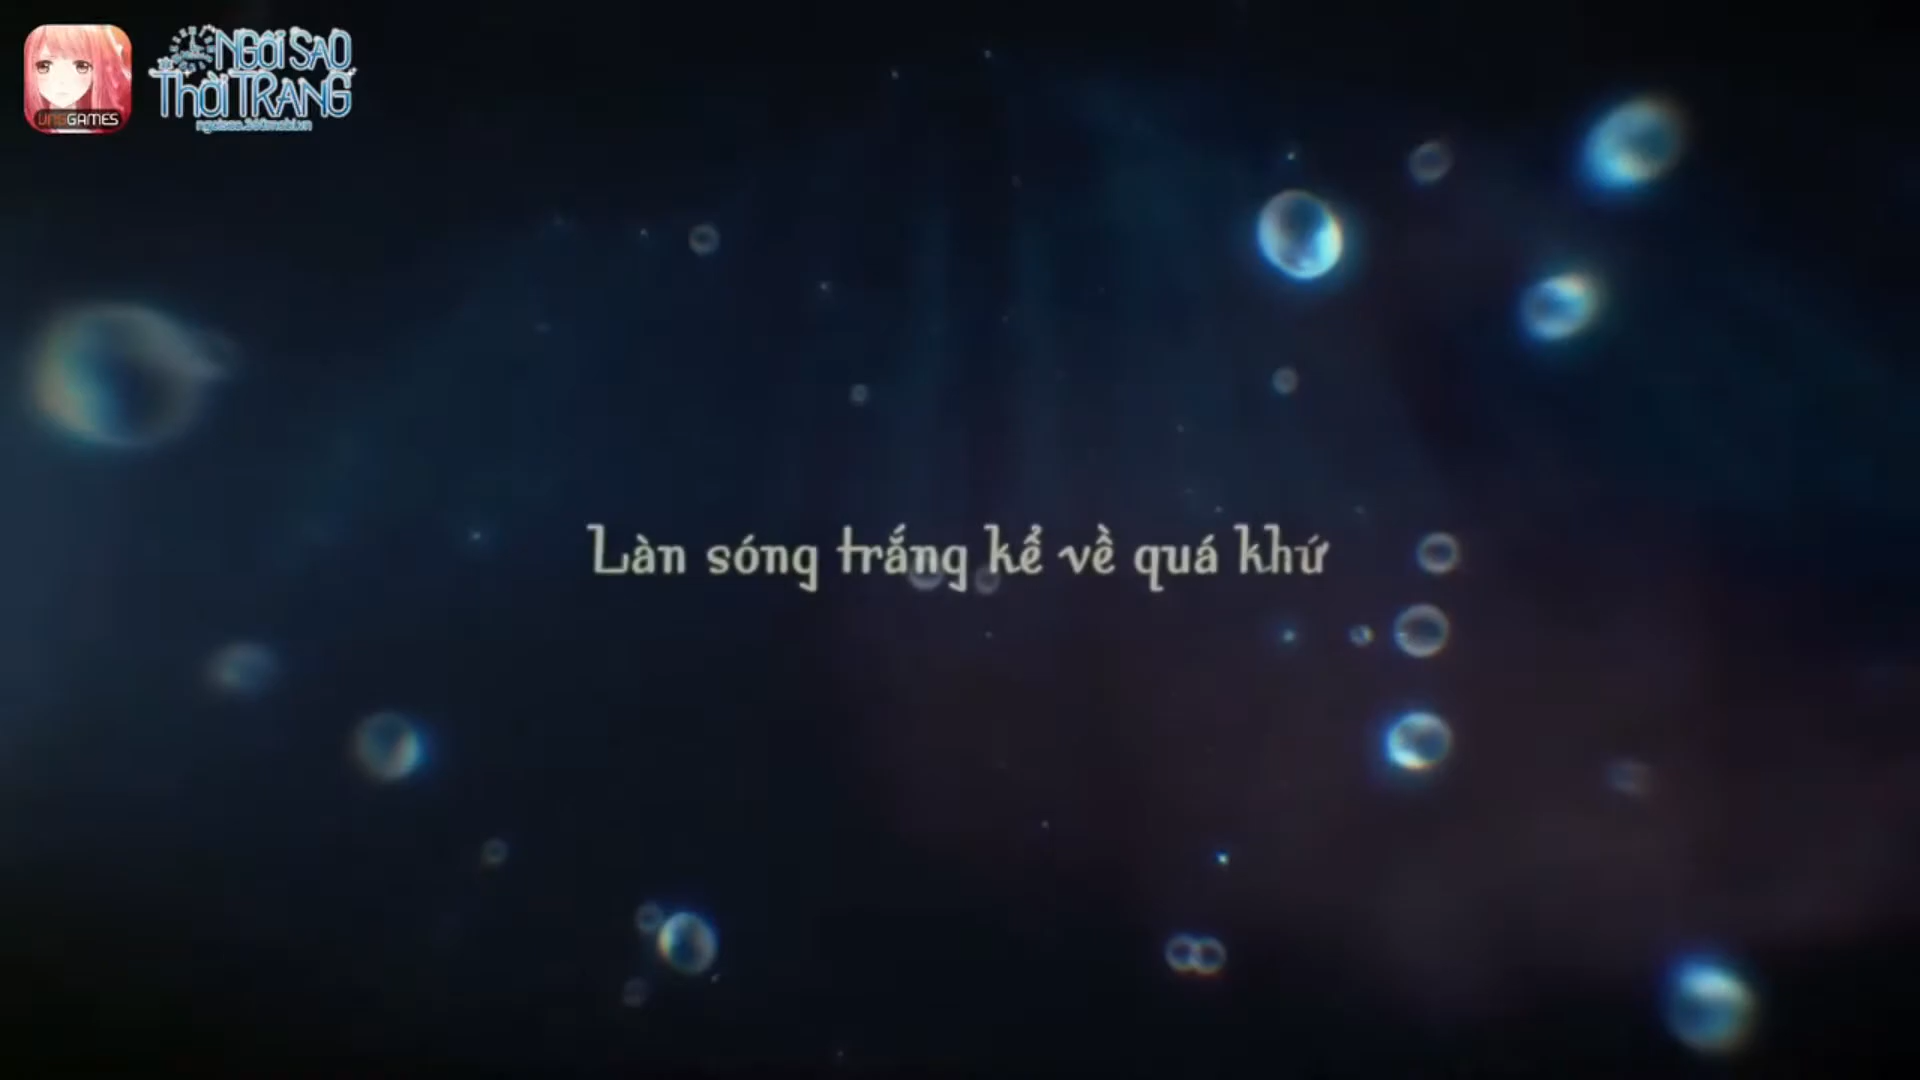 NGÔI SAO
THỜI TRANG
VNGGAMES
Làn sóng trắng kể về quá khứ